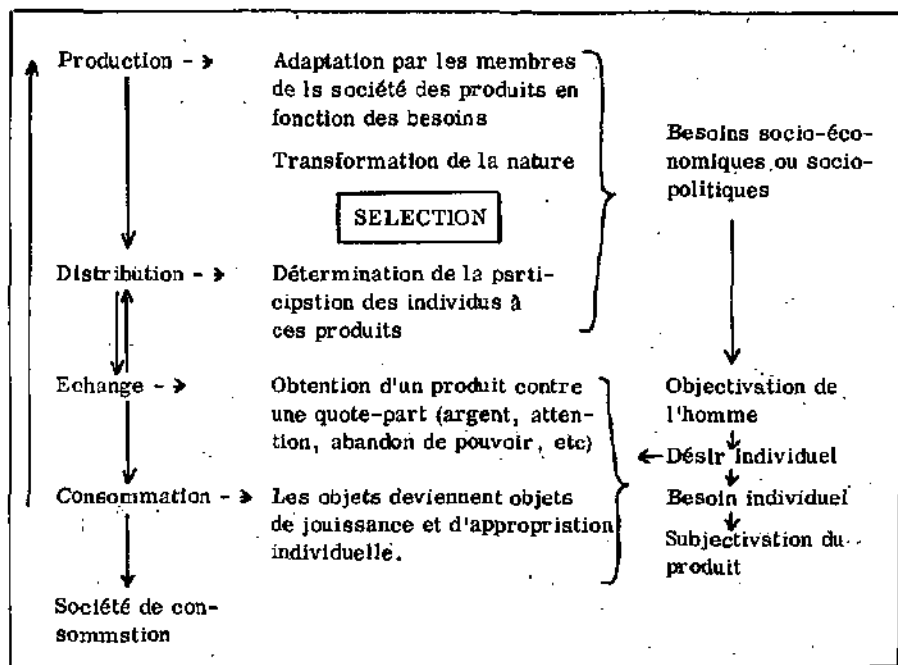 Production - → Adaptation par les membres
de ls société des produits en
fonction des besoins
Transformation de la nature
SELECTION
Distribution - → Détermination de la parti-
cipstion des individus à
ces produits
Echange - → Obtention d'un produit contre
une quote-part (argent, atten-
tion, abandon de pouvoir, etc)
Consommation - → Les objets deviennent objets
de jouissance et d'appropristion
individuelle.
Société de con-
sommstion
Besoins socio-éco-
nomiques ou socio-
politiques
Objectivation de
l'homme
Désir individuel
Besoin individuel
Subjectivstion du
produit